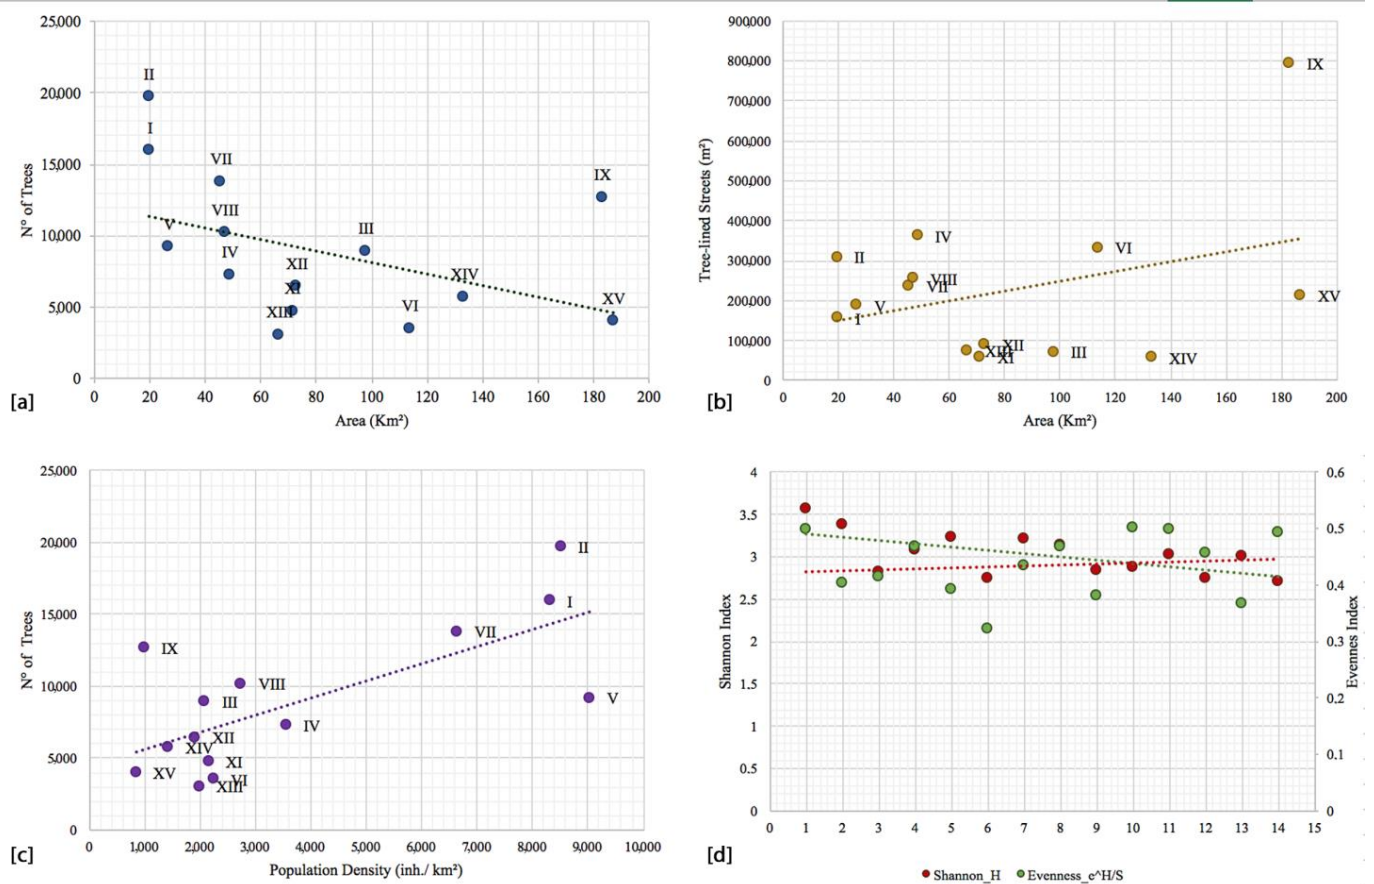 25,000
20,000
15,000
10,000
5,000
0
N° of Trees
II
I
VII
VIII
V
IV
III
XII
XI
XIII
XIV
VI
IX
XV
0 20 40 60 80 100 120 140 160 180 200
Area (Km²)
[a]
900,000
800,000
700,000
600,000
500,000
400,000
300,000
200,000
100,000
0
Tree-lined Streets (m²)
IX
IV
VI
II
VIII
VII
XV
V
I
XII
XIII
XI
III
XIV
0 20 40 60 80 100 120 140 160 180 200
Area (Km²)
[b]
25,000
20,000
15,000
10,000
5,000
0
N° of Trees
II
I
VII
IX
VIII
III
V
IV
XII
XIV
XI
XV
VI
XIII
0 1,000 2,000 3,000 4,000 5,000 6,000 7,000 8,000 9,000 10,000
Population Density (inh./ km²)
[c]
4
3.5
3
2.5
2
1.5
1
0.5
0
Shannon Index
0.6
0.5
0.4
0.3
0.2
0.1
0
Evennes Index
0 1 2 3 4 5 6 7 8 9 10 11 12 13 14 15
[d]
Shannon_H Evenness_e^H/S